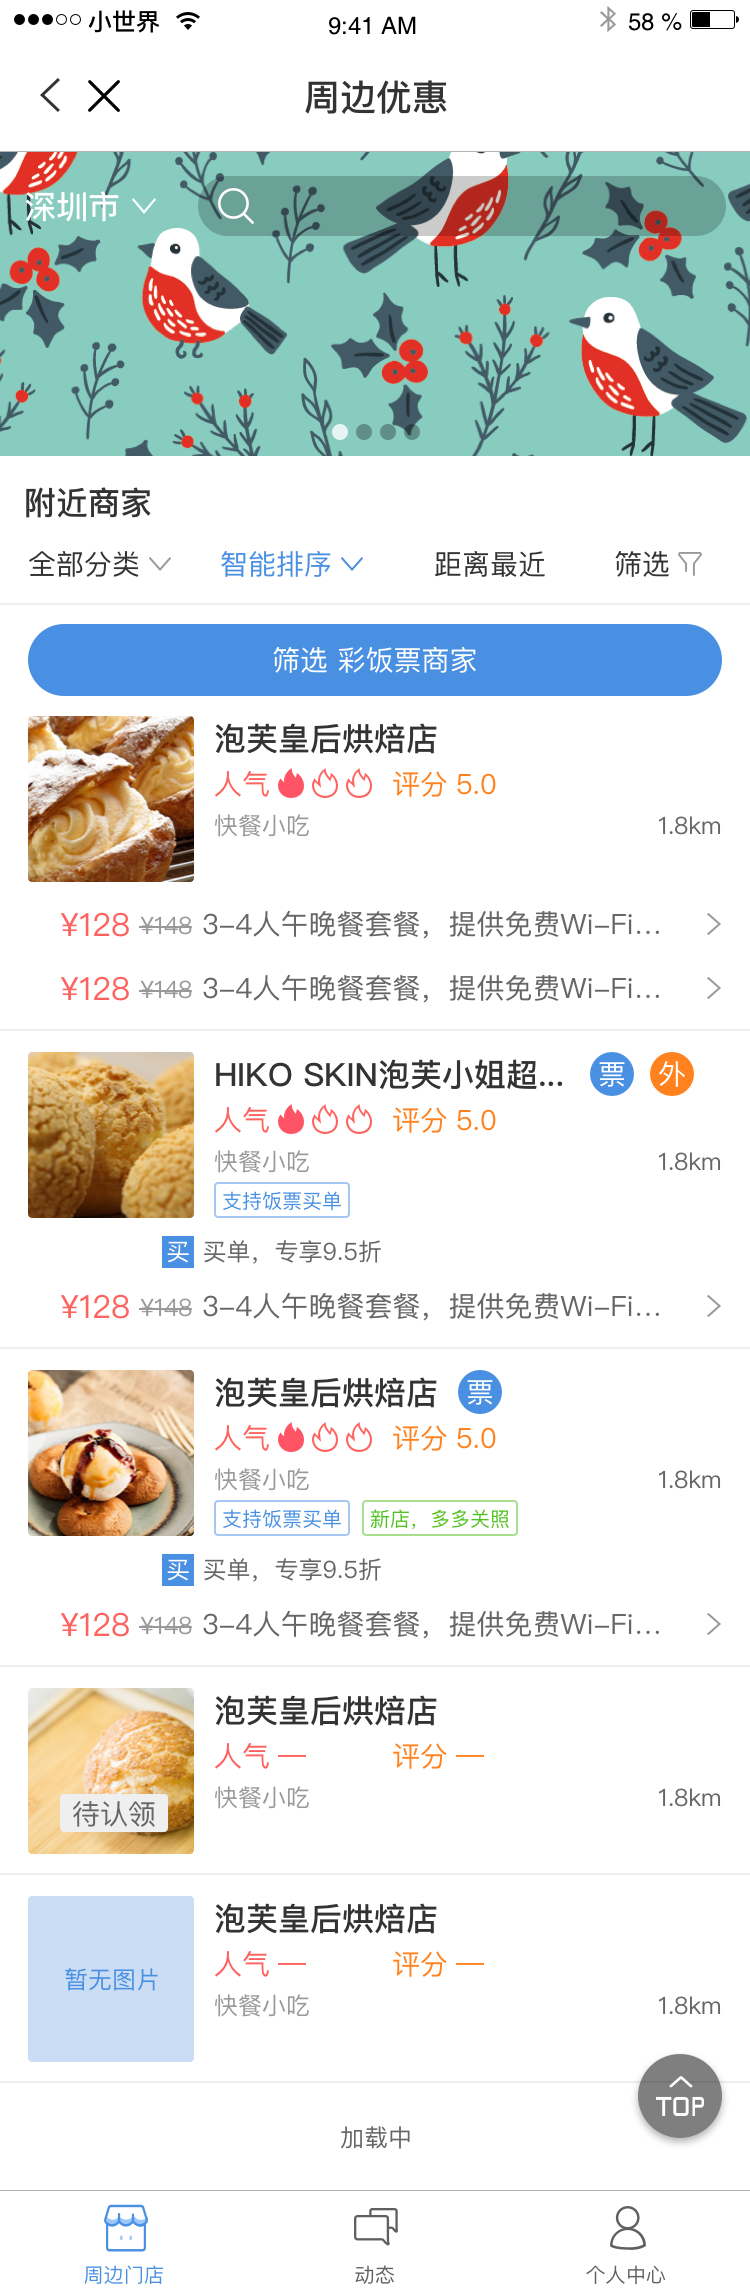 小世界
9:41 AM
58 %
周边优惠
深圳市
附近商家
全部分类 智能排序 距离最近 筛选
筛选 彩饭票商家
泡芙皇后烘焙店
人气 评分 5.0
快餐小吃 1.8km
¥128 ¥148 3-4人午晚餐套餐，提供免费Wi-Fi...
¥128 ¥148 3-4人午晚餐套餐，提供免费Wi-Fi...
HIKO SKIN泡芙小姐超... 票 外
人气 评分 5.0
快餐小吃 1.8km
支持饭票买单
买 买单，专享9.5折
¥128 ¥148 3-4人午晚餐套餐，提供免费Wi-Fi...
泡芙皇后烘焙店 票
人气 评分 5.0
快餐小吃 1.8km
支持饭票买单 新店，多多关照
买 买单，专享9.5折
¥128 ¥148 3-4人午晚餐套餐，提供免费Wi-Fi...
泡芙皇后烘焙店
人气 — 评分 —
快餐小吃 1.8km
待认领
泡芙皇后烘焙店
人气 — 评分 —
暂无图片
快餐小吃 1.8km
TOP
加载中
周边门店 动态 个人中心